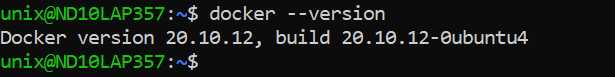 unix@ND10LAP357:~$ docker --version
Docker version 20.10.12, build 20.10.12-0ubuntu4
unix@ND10LAP357:~$